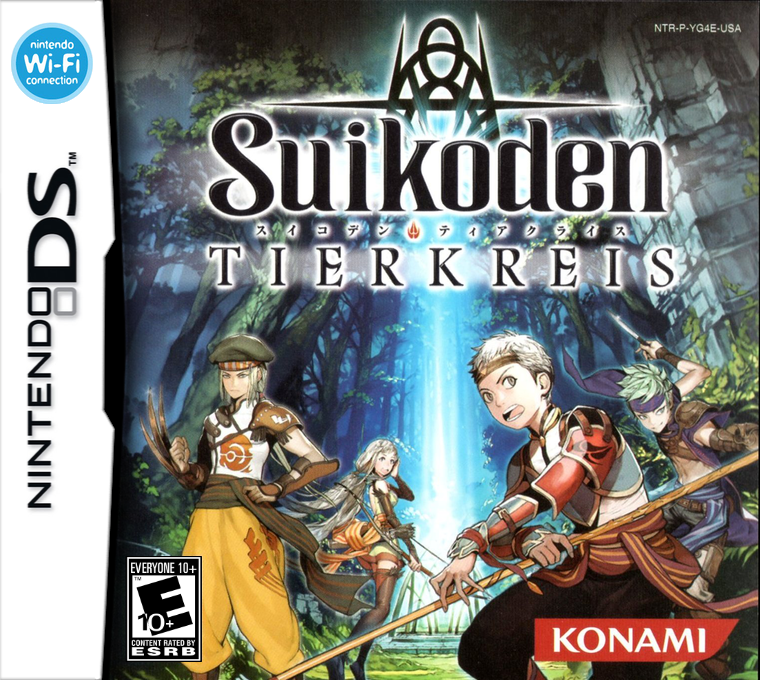 nintendo
Wi-Fi
connection
NINTENDO DS ™
NTR-P-YG4E-USA
Suikoden
スイコデン ティアクライス
TIERKREIS
EVERYONE 10+
™
E
10+
CONTENT RATED BY
ESRB
KONAMI